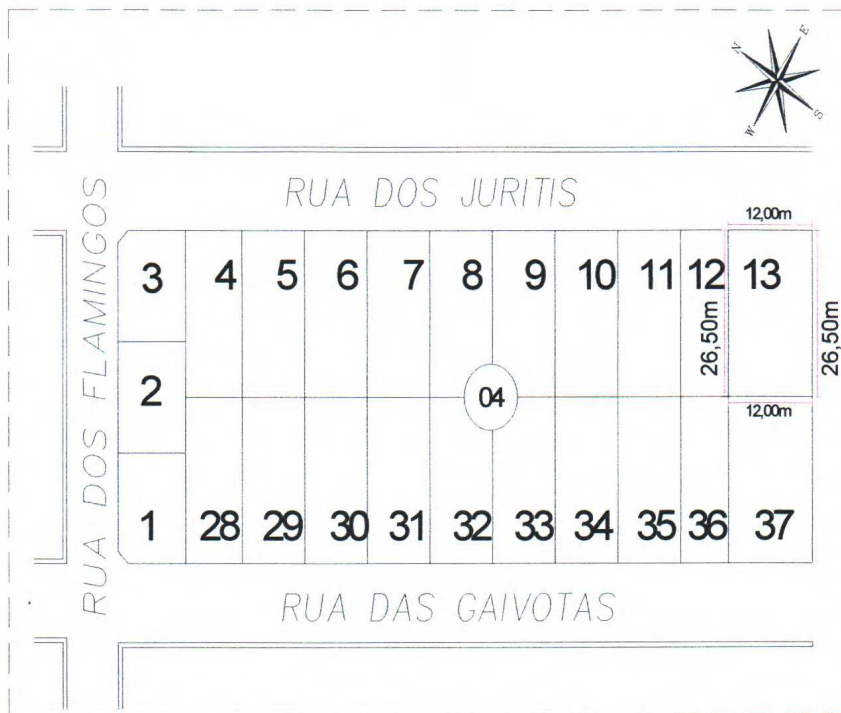 N E
W S
RUA DOS JURITIS
12,00m
RUA DOS FLAMINGOS
3 4 5 6 7 8 9 10 11 12 13
26,50m
26,50m
2
04
12,00m
1 28 29 30 31 32 33 34 35 36 37
RUA DAS GAIVOTAS